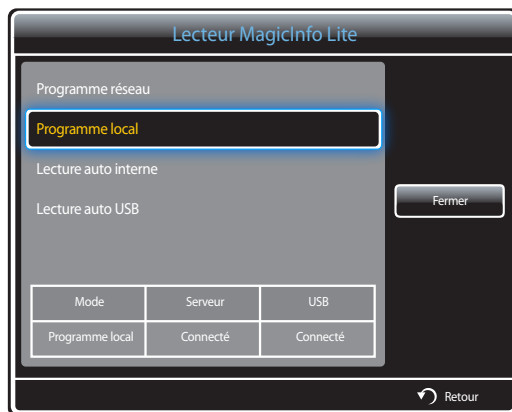 Lecteur MagicInfo Lite
Programme réseau
Programme local
Lecture auto interne
Lecture auto USB
Fermer
Mode Serveur USB
Programme local Connecté Connecté
Retour